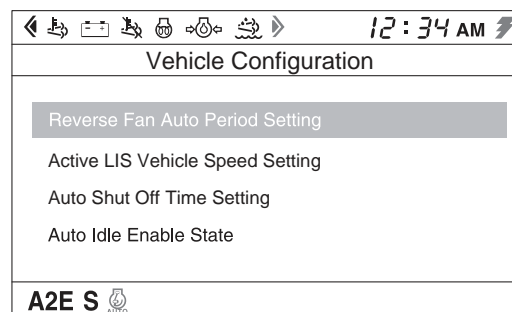 12:34 AM
Vehicle Configuration
Reverse Fan Auto Period Setting
Active LIS Vehicle Speed Setting
Auto Shut Off Time Setting
Auto Idle Enable State
A2E S
AUTO